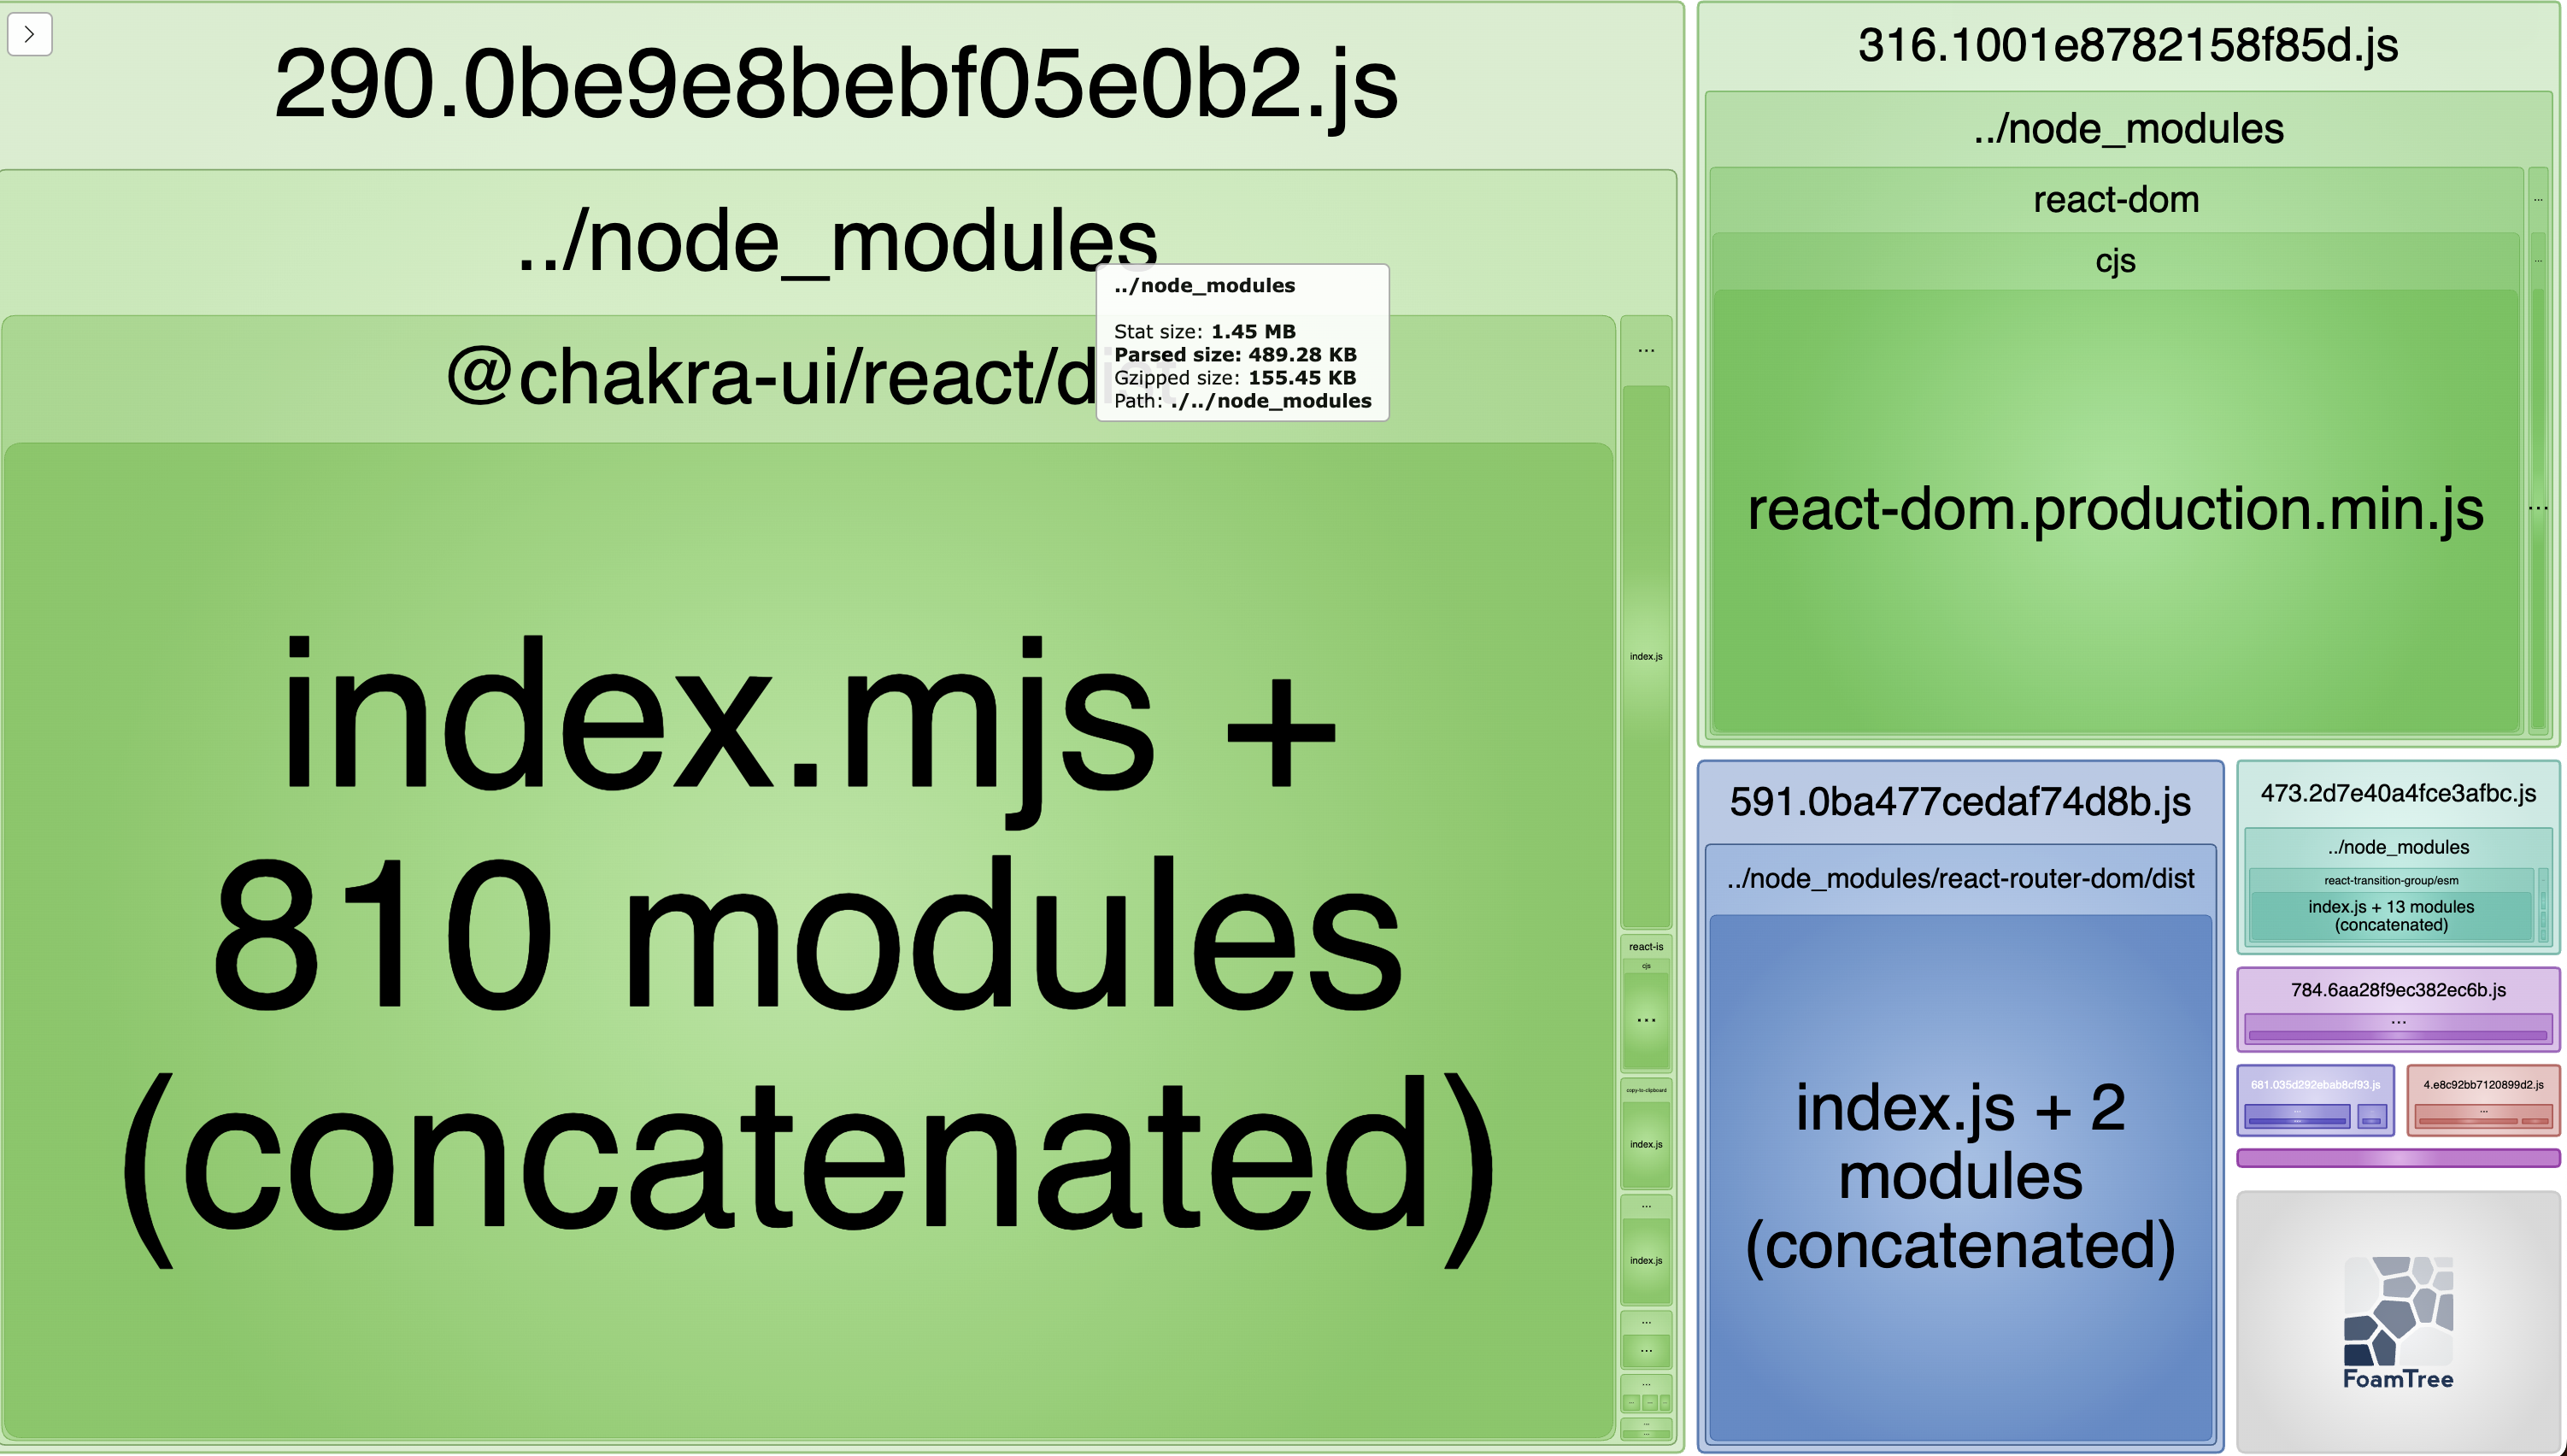 290.0be9e8bebf05e0b2.js
../node_modules
@chakra-ui/react/dist
../node_modules
Stat size: 1.45 MB
Parsed size: 489.28 KB
Gzipped size: 155.45 KB
Path: ./../node_modules
index.mjs +
810 modules
(concatenated)
...
index.js
react-is
cjs
...
copy-to-clipboard
index.js
...
index.js
...
...
...
...
...
316.1001e8782158f85d.js
../node_modules
react-dom
cjs
react-dom.production.min.js
...
...
...
591.0ba477cedaf74d8b.js
../node_modules/react-router-dom/dist
index.js + 2
modules
(concatenated)
473.2d7e40a4fce3afbc.js
../node_modules
react-transition-group/esm
index.js + 13 modules
(concatenated)
784.6aa28f9ec382ec6b.js
...
681.035d292ebab8cf93.js
...
4.e8c92bb7120899d2.js
...
FoamTree